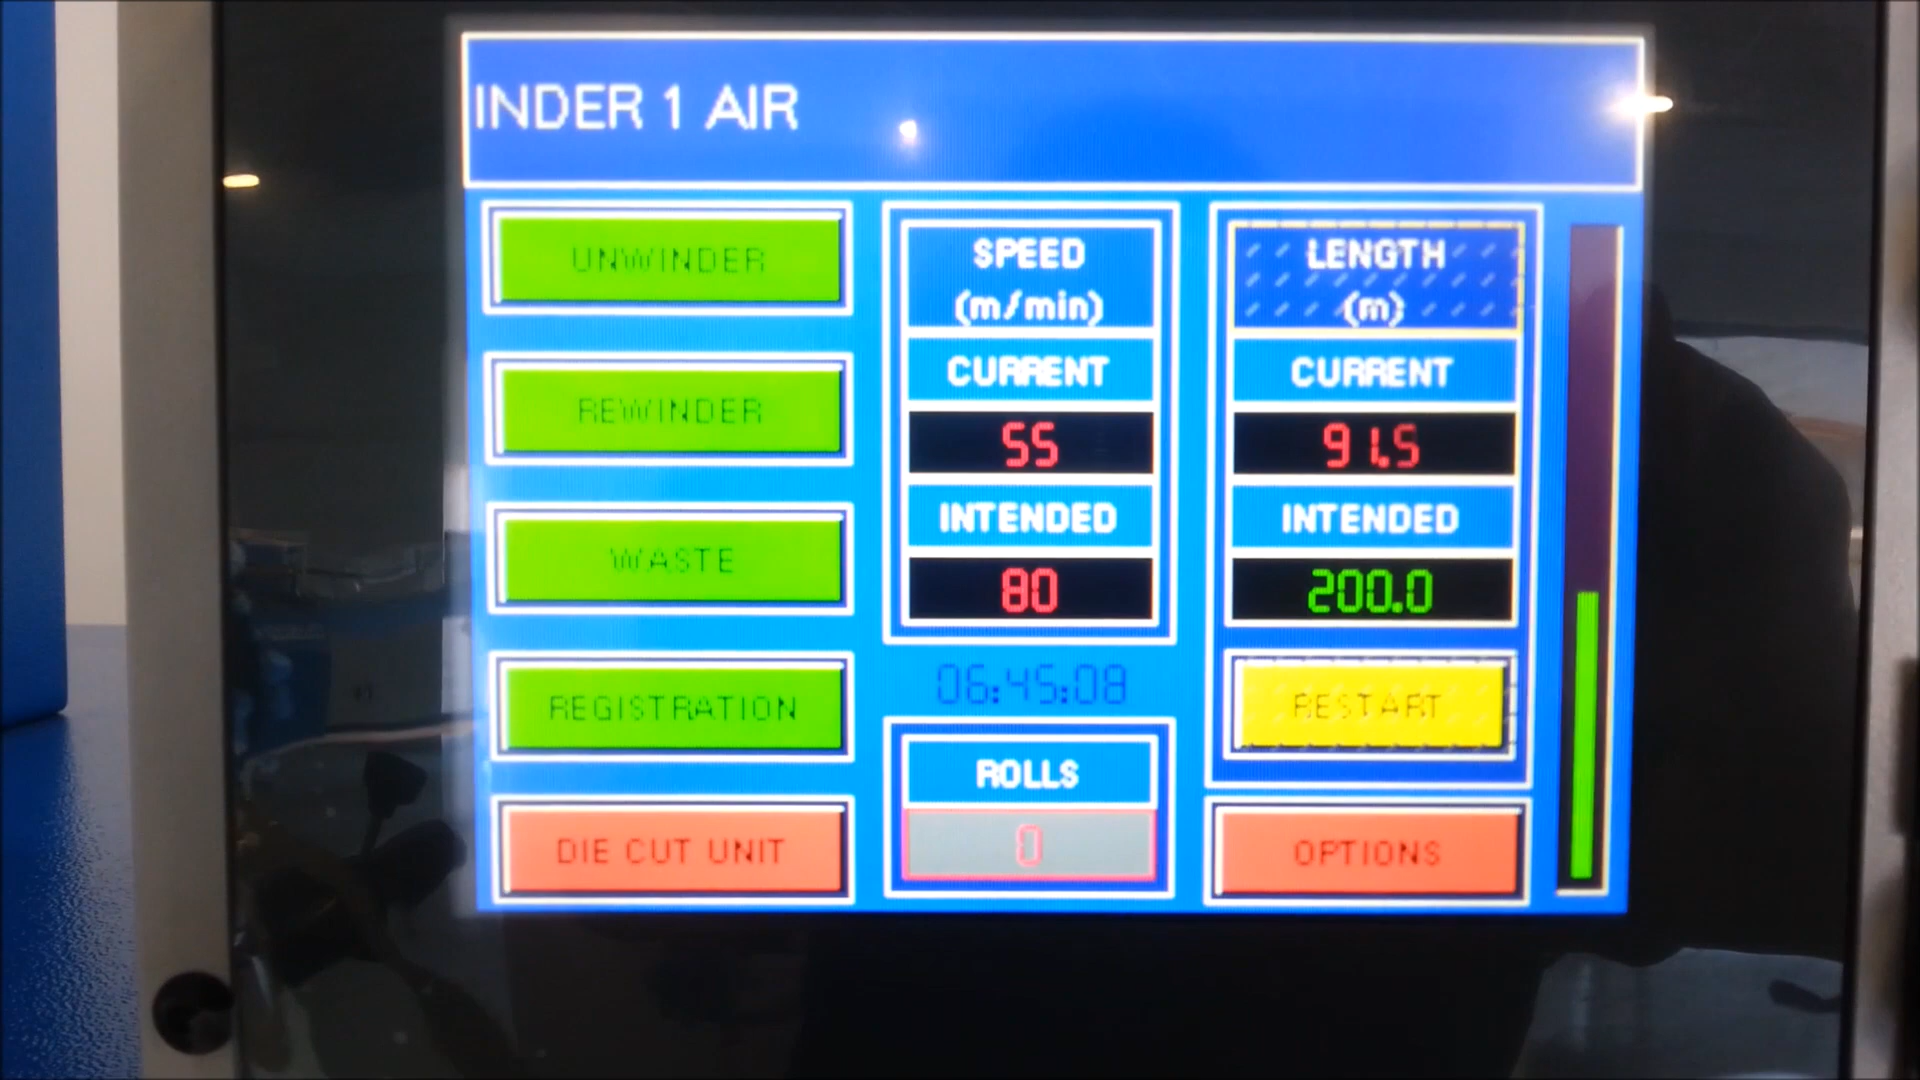 INDER 1 AIR
UNWINDER
REWINDER
WASTE
REGISTRATION
DIE CUT UNIT
SPEED
(m/min)
CURRENT
55
INTENDED
80
06:45:08
ROLLS
0
LENGTH
(m)
CURRENT
91.5
INTENDED
200.0
RESTART
OPTIONS